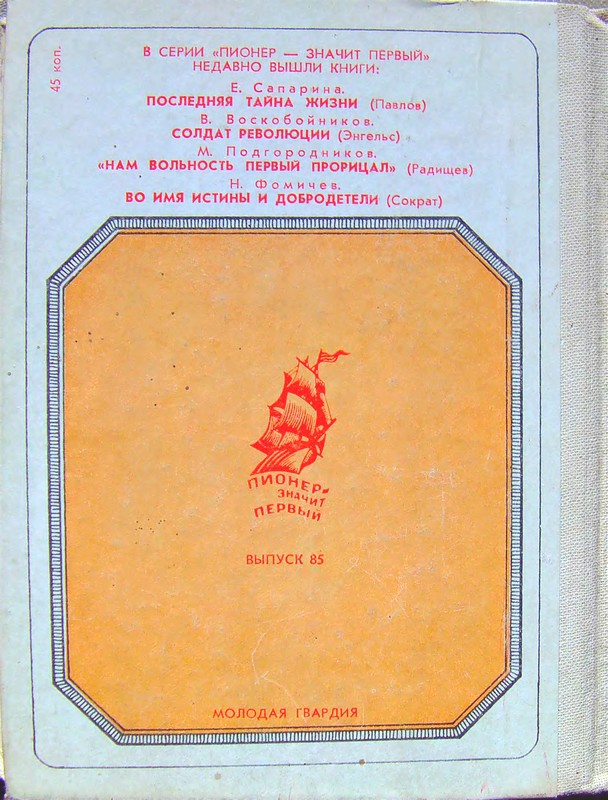 45 коп.
В СЕРИИ «ПИОНЕР — ЗНАЧИТ ПЕРВЫЙ»
НЕДАВНО ВЫШЛИ КНИГИ:
Е. Сапарина.
ПОСЛЕДНЯЯ ТАЙНА ЖИЗНИ (Павлов)
В. Воскобойников.
СОЛДАТ РЕВОЛЮЦИИ (Энгельс)
М. Подгородников.
«НАМ ВОЛЬНОСТЬ ПЕРВЫЙ ПРОРИЦАЛ» (Радищев)
Н. Фомичев.
ВО ИМЯ ИСТИНЫ И ДОБРОДЕТЕЛИ (Сократ)
ПИОНЕР-
ЗНАЧИТ
ПЕРВЫЙ
ВЫПУСК 85
МОЛОДАЯ ГВАРДИЯ